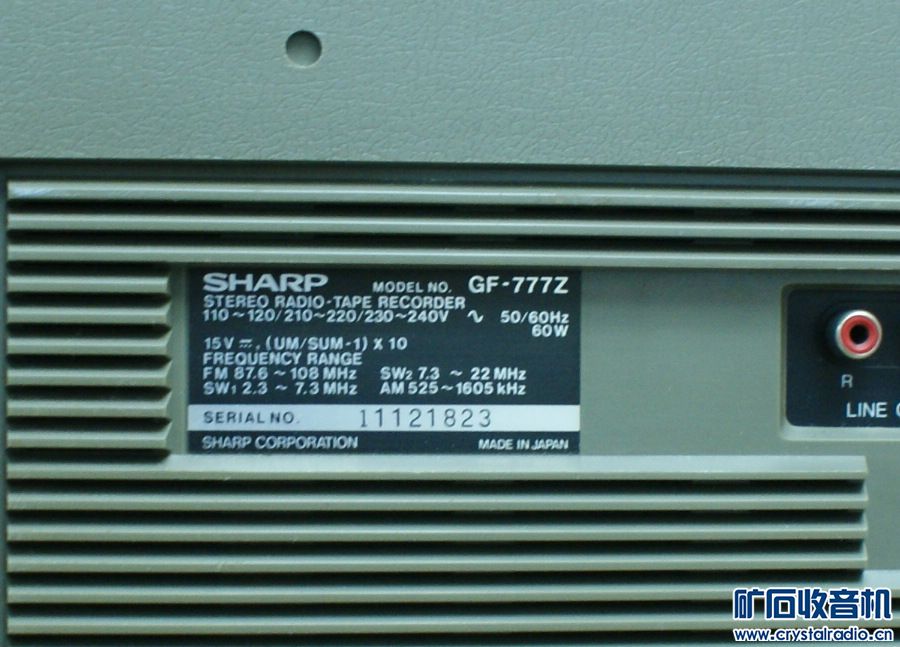 SHARP MODEL NO. GF-777Z
STEREO RADIO-TAPE RECORDER
110~120/210~220/230~240V ∿ 50/60Hz
60W
15V ⎓, (UM/SUM-1) X 10
FREQUENCY RANGE
FM 87.6 ~ 108 MHz SW2 7.3 ~ 22 MHz
SW1 2.3 ~ 7.3 MHz AM 525~1605 kHz
SERIAL NO. 11121823
SHARP CORPORATION MADE IN JAPAN
R
LINE
矿石收音机
www.crystalradio.cn